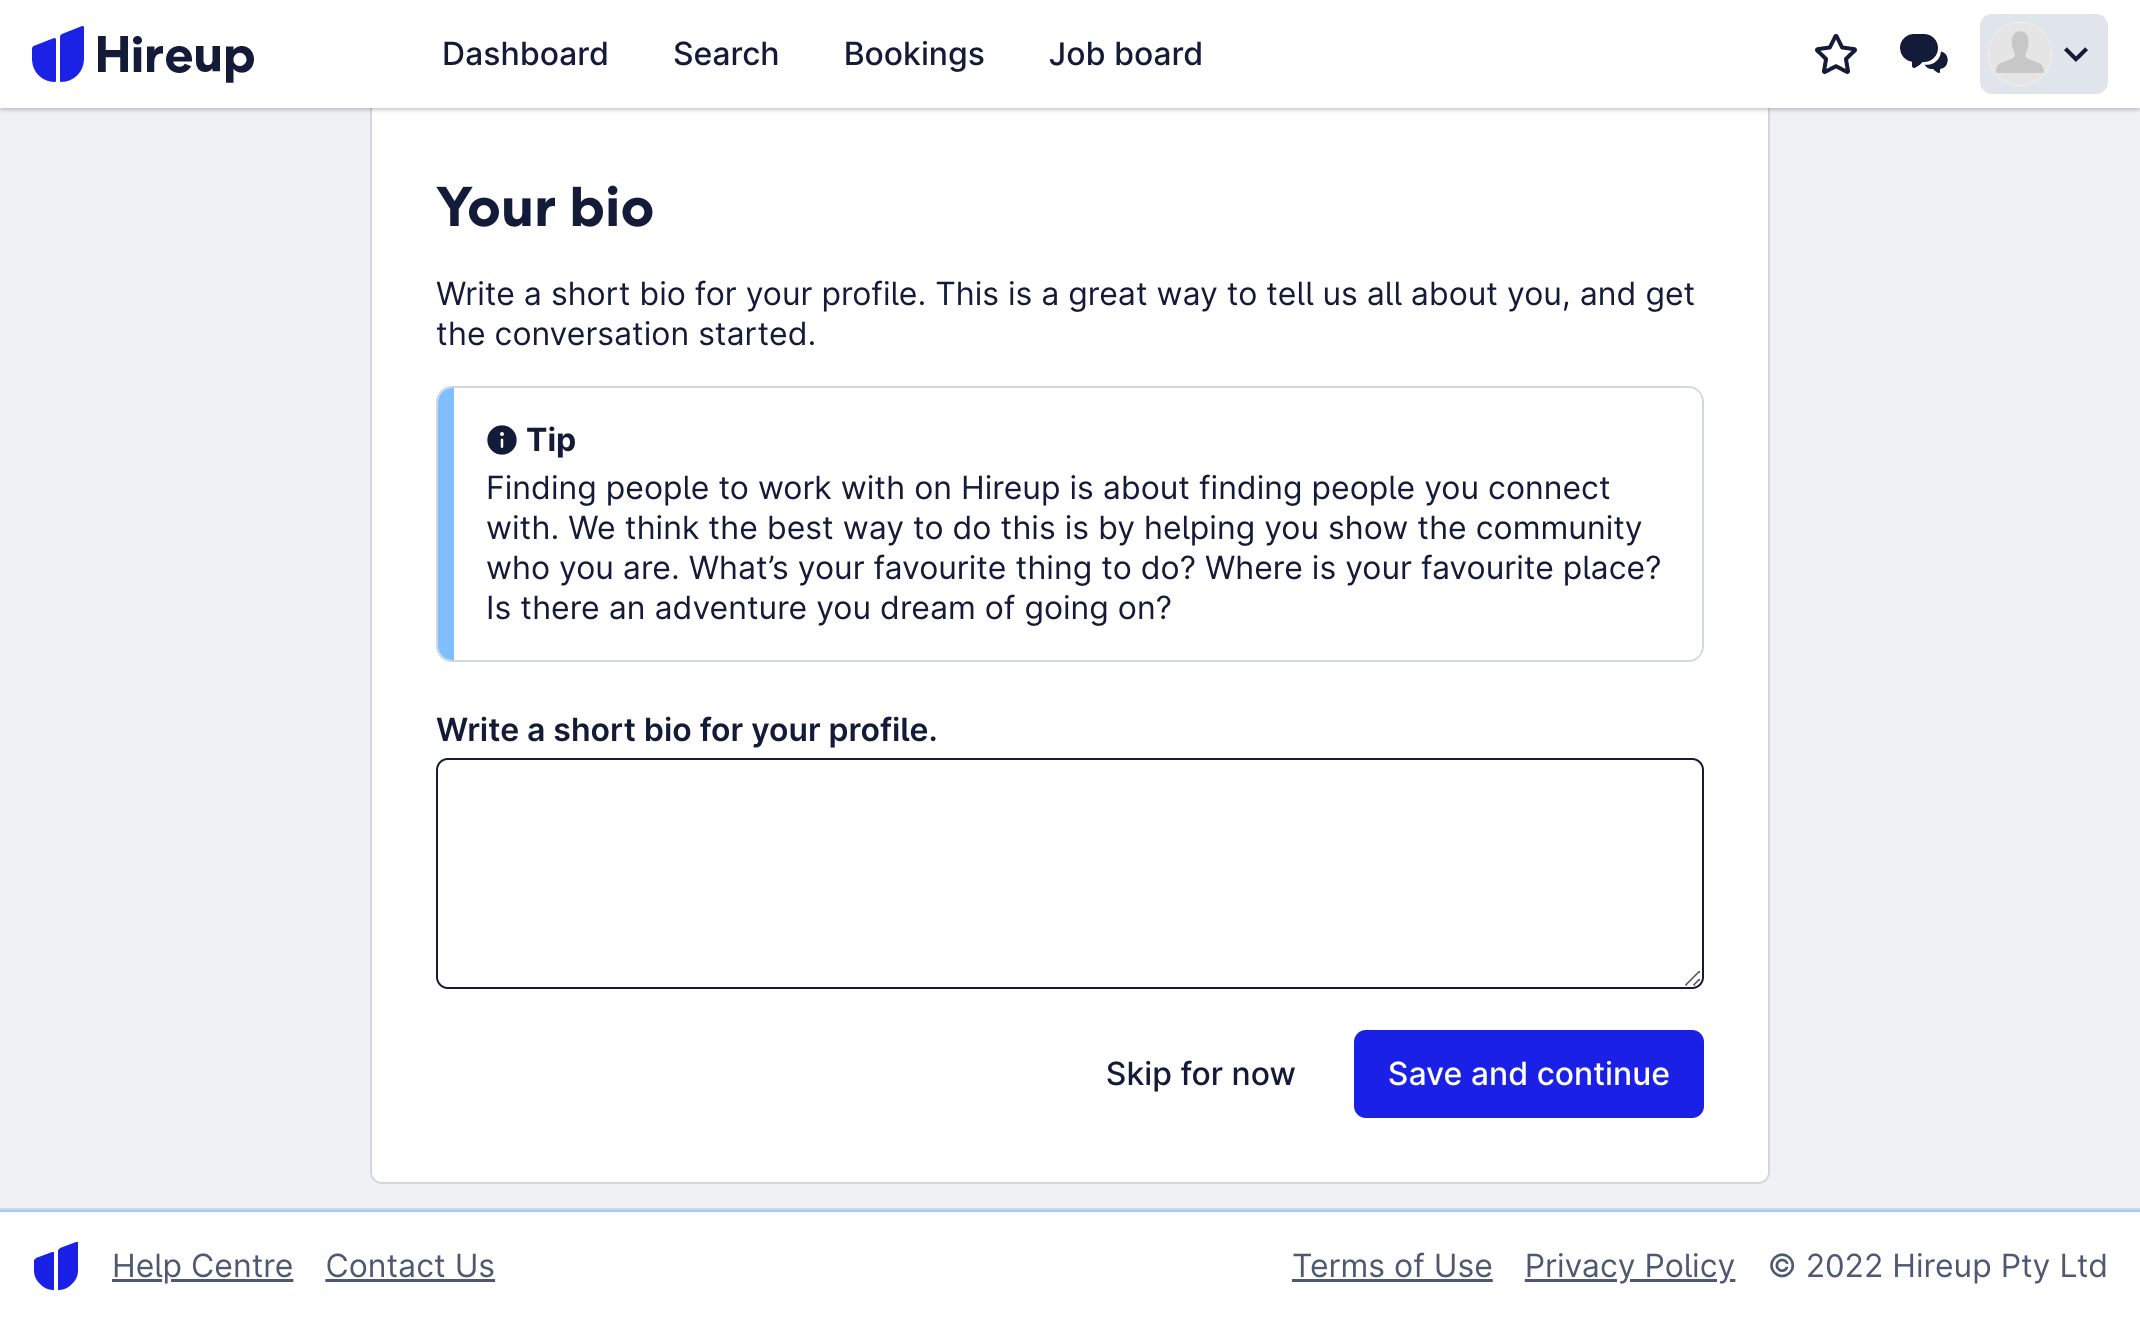 Hireup
Dashboard
Search
Bookings
Job board
Your bio
Write a short bio for your profile. This is a great way to tell us all about you, and get
the conversation started.
Tip
Finding people to work with on Hireup is about finding people you connect
with. We think the best way to do this is by helping you show the community
who you are. What’s your favourite thing to do? Where is your favourite place?
Is there an adventure you dream of going on?
Write a short bio for your profile.
Skip for now
Save and continue
Help Centre
Contact Us
Terms of Use
Privacy Policy
© 2022 Hireup Pty Ltd